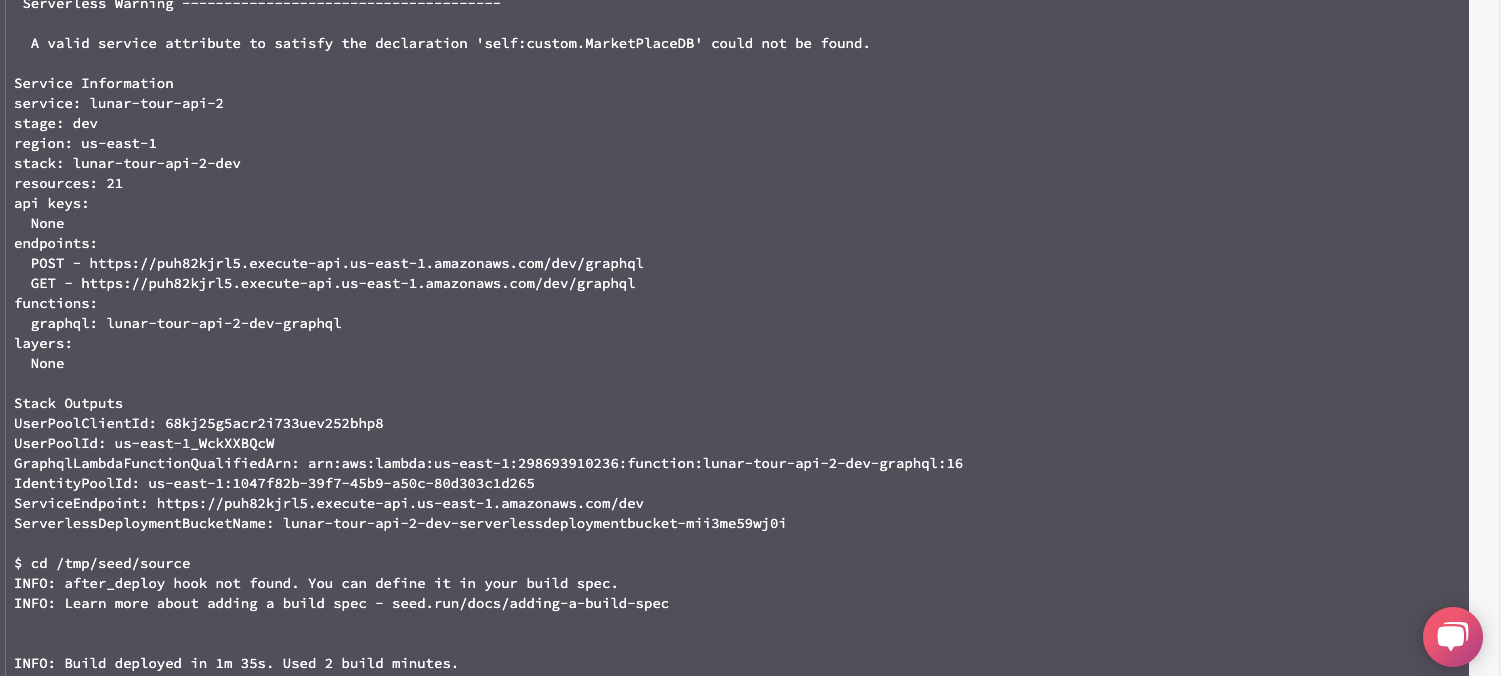 Serverless Warning --------------------------------------
A valid service attribute to satisfy the declaration 'self:custom.MarketPlaceDB' could not be found.
Service Information
service: lunar-tour-api-2
stage: dev
region: us-east-1
stack: lunar-tour-api-2-dev
resources: 21
api keys:
None
endpoints:
POST - https://puh82kjrl5.execute-api.us-east-1.amazonaws.com/dev/graphql
GET - https://puh82kjrl5.execute-api.us-east-1.amazonaws.com/dev/graphql
functions:
graphql: lunar-tour-api-2-dev-graphql
layers:
None
Stack Outputs
UserPoolClientId: 68kj25g5acr2i733uev252bhp8
UserPoolId: us-east-1_WckXXBQcW
GraphqlLambdaFunctionQualifiedArn: arn:aws:lambda:us-east-1:298693910236:function:lunar-tour-api-2-dev-graphql:16
IdentityPoolId: us-east-1:1047f82b-39f7-45b9-a50c-80d303c1d265
ServiceEndpoint: https://puh82kjrl5.execute-api.us-east-1.amazonaws.com/dev
ServerlessDeploymentBucketName: lunar-tour-api-2-dev-serverlessdeploymentbucket-mii3me59wj0i
$ cd /tmp/seed/source
INFO: after_deploy hook not found. You can define it in your build spec.
INFO: Learn more about adding a build spec - seed.run/docs/adding-a-build-spec
INFO: Build deployed in 1m 35s. Used 2 build minutes.